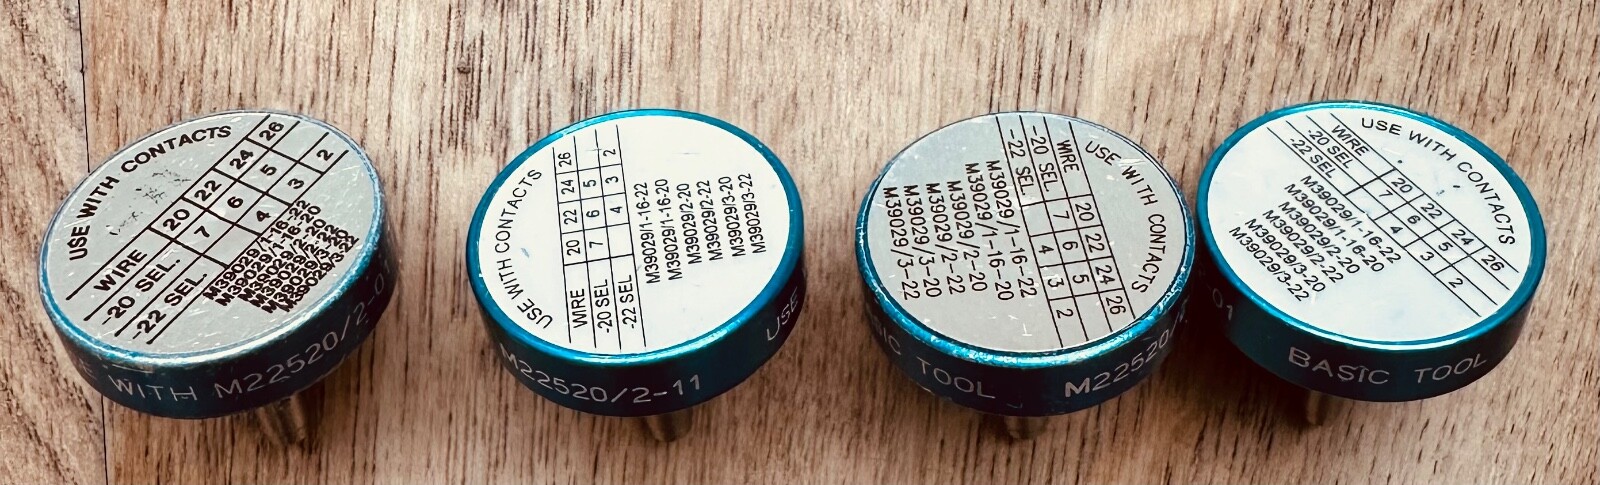 USE WITH CONTACTS
WIRE 20 22 24 26
-20 SEL. 7 6 5
-22 SEL. 4 3 2
M39029/1-16-22
M39029/1-16-20
M39029/2-20
M39029/2-22
M39029/3-20
M39029/3-22
WITH M22520/2-01
USE WITH CONTACTS
WIRE 20 22 24 26
-20 SEL 7 6 5
-22 SEL 4 3 2
M39029/1-16-22
M39029/1-16-20
M39029/2-20
M39029/2-22
M39029/3-20
M39029/3-22
M22520/2-11 USE
USE WITH CONTACTS
WIRE 20 22 24 26
-20 SEL. 7 6 5
-22 SEL 4 3 2
M39029/1-16-22
M39029/1-16-20
M39029/2-20
M39029/2-22
M39029/3-20
M39029/3-22
TOOL M22520/
USE WITH CONTACTS
WIRE 20 22 24 26
-20 SEL 7 6 5
-22 SEL 4 3 2
M39029/1-16-22
M39029/1-16-20
M39029/2-20
M39029/2-22
M39029/3-20
M39029/3-22
-01 BASIC TOOL